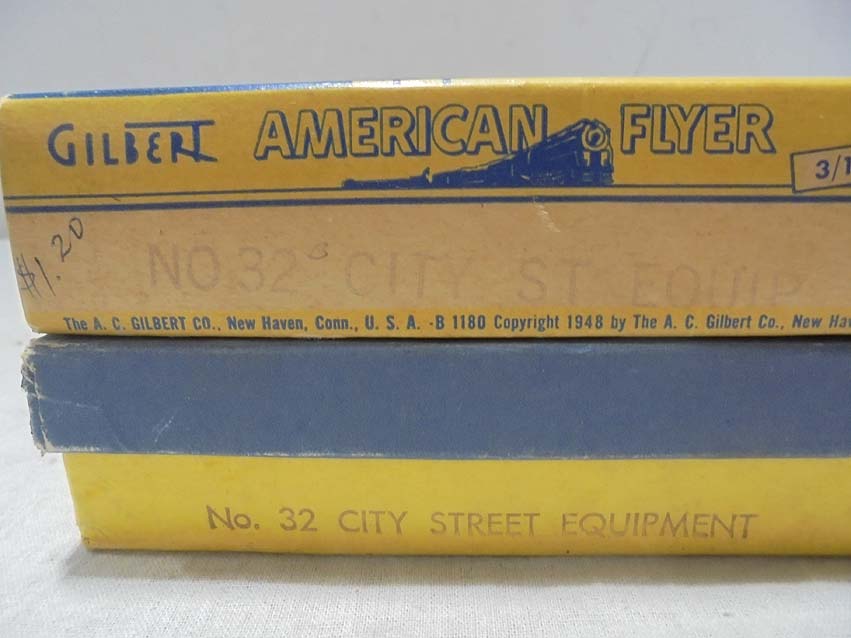 GILBERT AMERICAN FLYER
3/1
$1.20
NO 32 CITY ST. EQUIP
The A. C. GILBERT CO., New Haven, Conn., U. S. A. -B 1180 Copyright 1948 by The A. C. Gilbert Co., New Ha
No. 32 CITY STREET EQUIPMENT